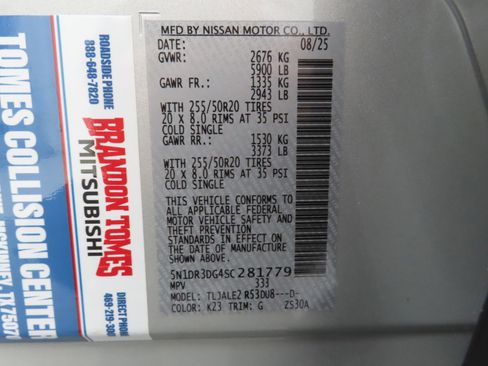 MFD BY NISSAN MOTOR CO., LTD.
DATE: 08/25
GVWR: 2676 KG
5900 LB
GAWR FR.: 1335 KG
2943 LB
WITH 255/50R20 TIRES
20 x 8.0 RIMS AT 35 PSI
COLD SINGLE
GAWR RR.: 1530 KG
3373 LB
WITH 255/50R20 TIRES
20 x 8.0 RIMS AT 35 PSI
COLD SINGLE
THIS VEHICLE CONFORMS TO
ALL APPLICABLE FEDERAL
MOTOR VEHICLE SAFETY AND
THEFT PREVENTION
STANDARDS IN EFFECT ON
THE DATE OF MANUFACTURE
SHOWN ABOVE.
5N1DR3DG4SC281779
MPV 333
MODEL: TLJALE2 RS3DU8---D-
COLOR: K23 TRIM: G ZS30A
ROADSIDE PHONE
888-648-7820
BRANDON TOMES
MITSUBISHI
DIRECT PHONE
TOMES COLLISION CENTER
MCKINNEY, TX 7507